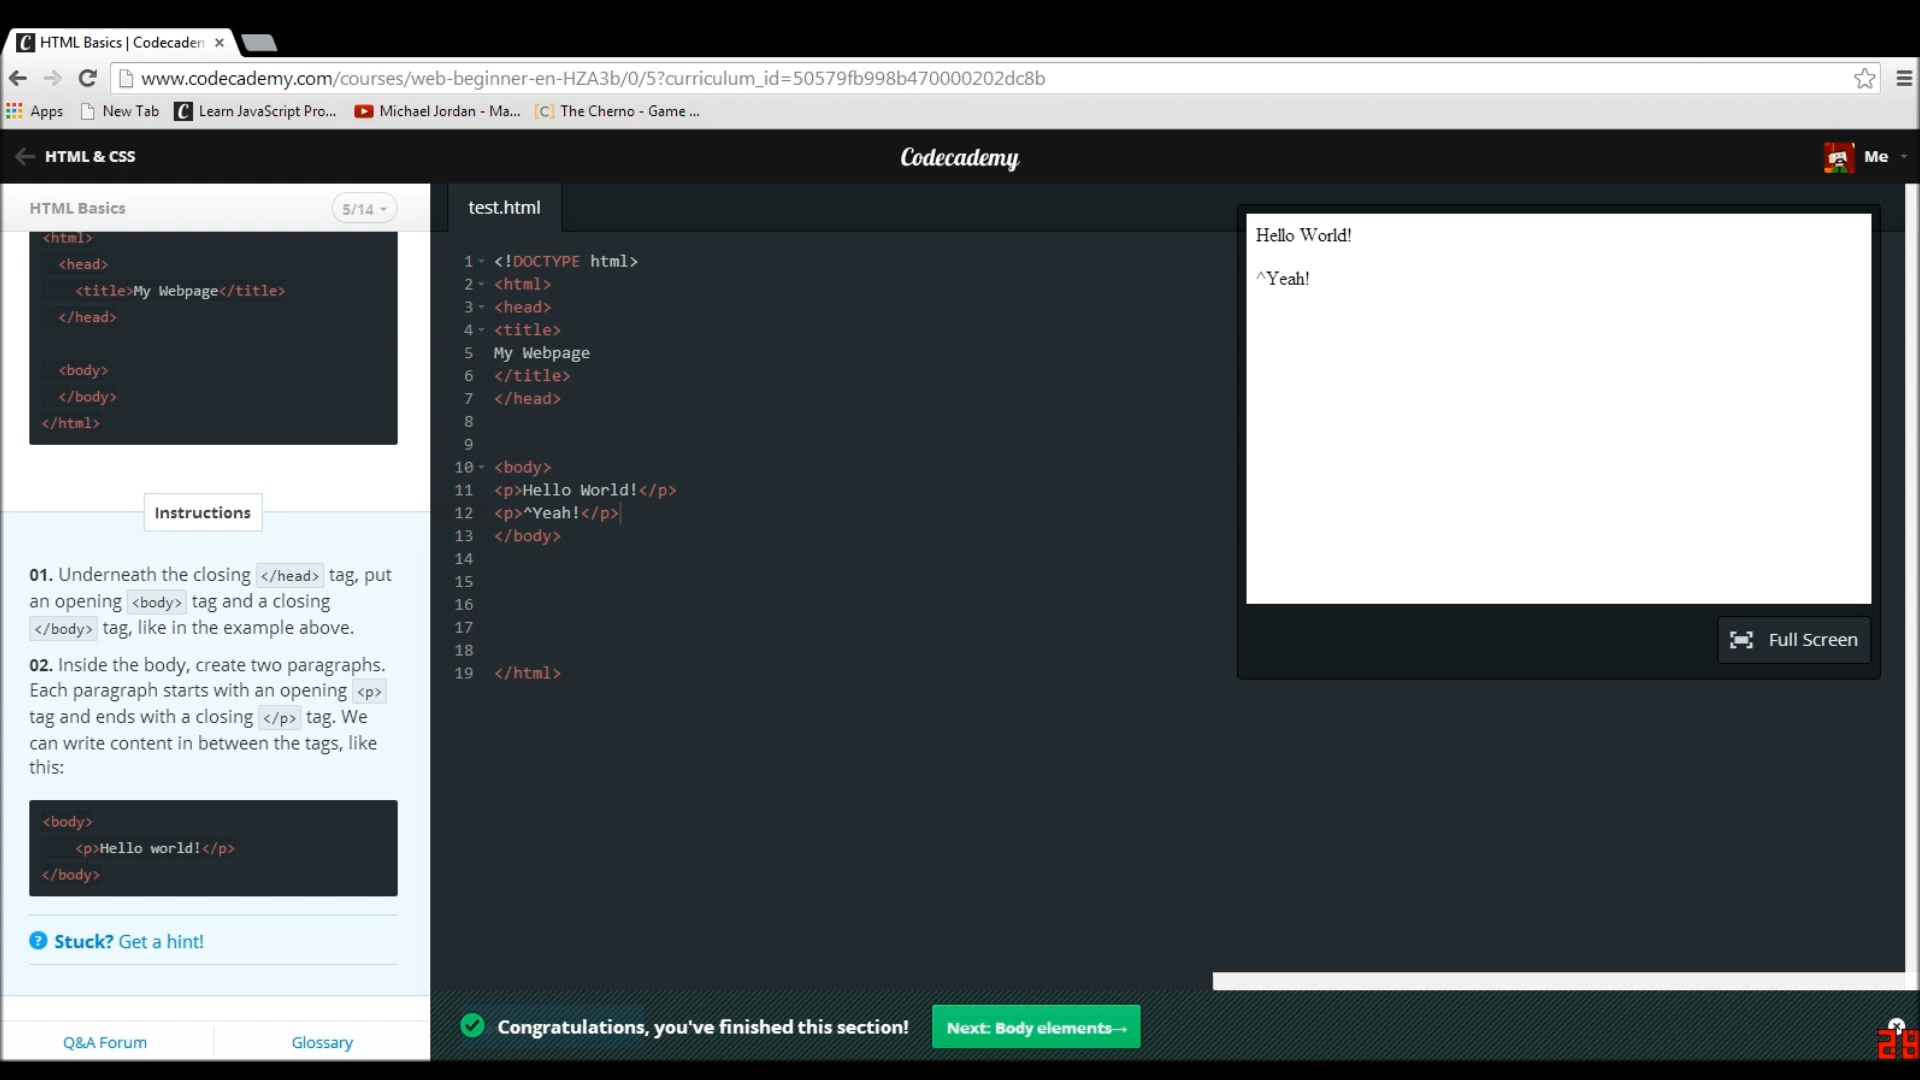 HTML Basics | Codecadem
www.codecademy.com/courses/web-beginner-en-HZA3b/0/5?curriculum_id=50579fb998b470000202dc8b
Apps New Tab Learn JavaScript Pro... Michael Jordan - Ma... [C] The Cherno - Game ...
HTML & CSS
Codecademy
Me
HTML Basics
5/14
<html>
<head>
<title>My Webpage</title>
</head>
<body>
</body>
</html>
Instructions
01. Underneath the closing </head> tag, put
an opening <body> tag and a closing
</body> tag, like in the example above.
02. Inside the body, create two paragraphs.
Each paragraph starts with an opening <p>
tag and ends with a closing </p> tag. We
can write content in between the tags, like
this:
<body>
<p>Hello world!</p>
</body>
? Stuck? Get a hint!
Q&A Forum
Glossary
test.html
1 <!DOCTYPE html>
2 <html>
3 <head>
4 <title>
5 My Webpage
6 </title>
7 </head>
8
9
10 <body>
11 <p>Hello World!</p>
12 <p>^Yeah!</p>
13 </body>
14
15
16
17
18
19 </html>
Hello World!
^Yeah!
Full Screen
Congratulations, you've finished this section!
Next: Body elements→
29